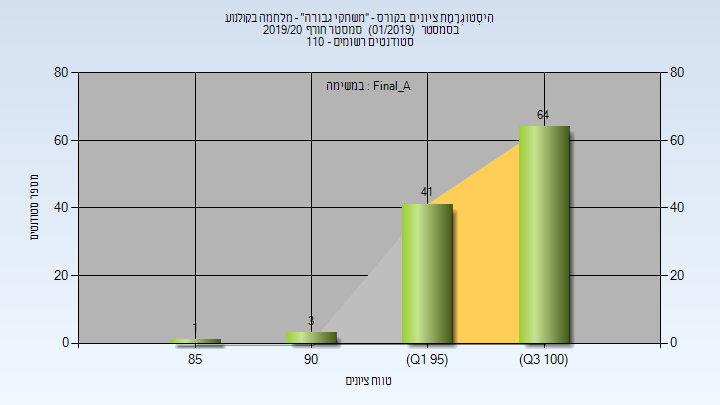 היסטוגרמת ציונים בקורס - "משחקי גבורה" - מלחמה בקולנוע
בסמסטר (01/2019) סמסטר חורף 2019/20
סטודנטים רשומים - 110
במשימה : Final_A
80 80
60 60
40 40
20 20
0 0
1
3
41
64
מספר סטודנטים
85 90 (Q1 95) (Q3 100)
טווח ציונים